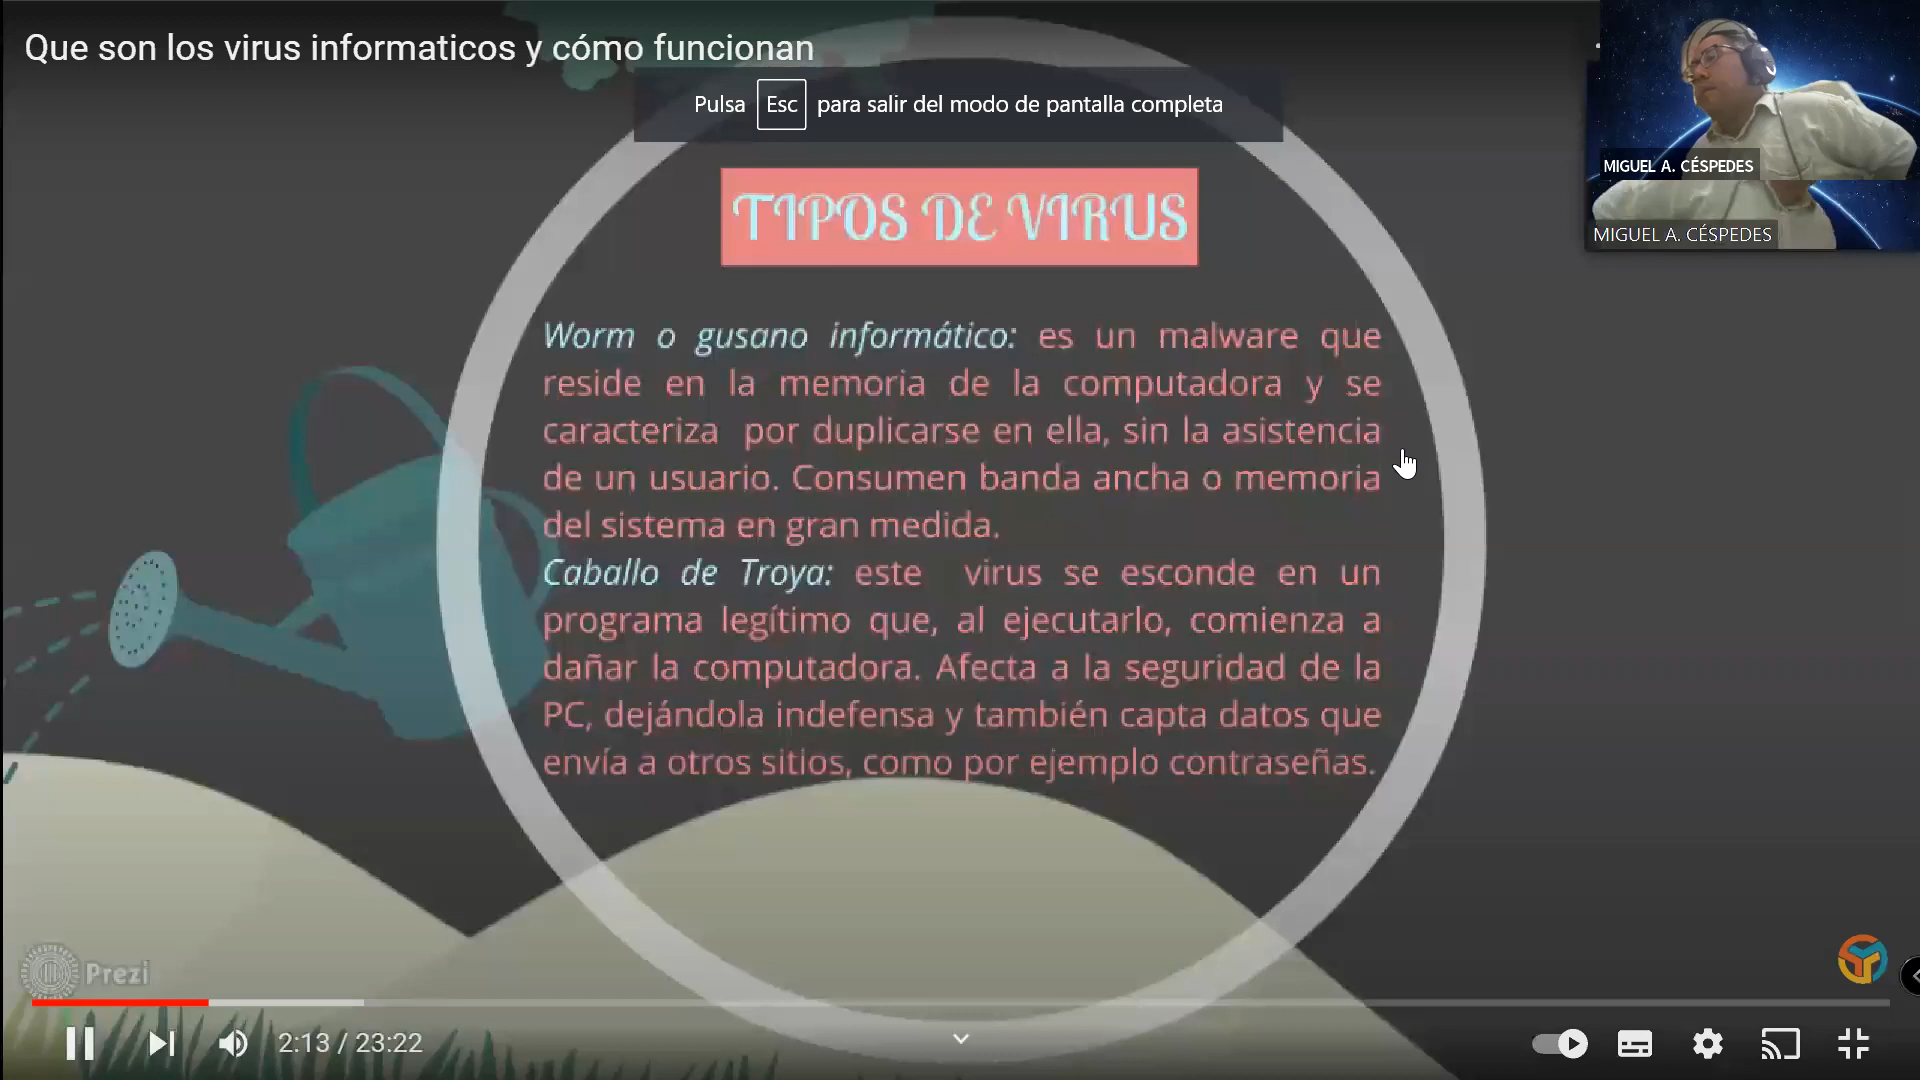 Que son los virus informaticos y cómo funcionan
Pulsa Esc para salir del modo de pantalla completa
MIGUEL A. CÉSPEDES
MIGUEL A. CÉSPEDES
TIPOS DE VIRUS
Worm o gusano informático: es un malware que
reside en la memoria de la computadora y se
caracteriza por duplicarse en ella, sin la asistencia
de un usuario. Consumen banda ancha o memoria
del sistema en gran medida.
Caballo de Troya: este virus se esconde en un
programa legítimo que, al ejecutarlo, comienza a
dañar la computadora. Afecta a la seguridad de la
PC, dejándola indefensa y también capta datos que
envía a otros sitios, como por ejemplo contraseñas.
Prezi
2:13 / 23:22